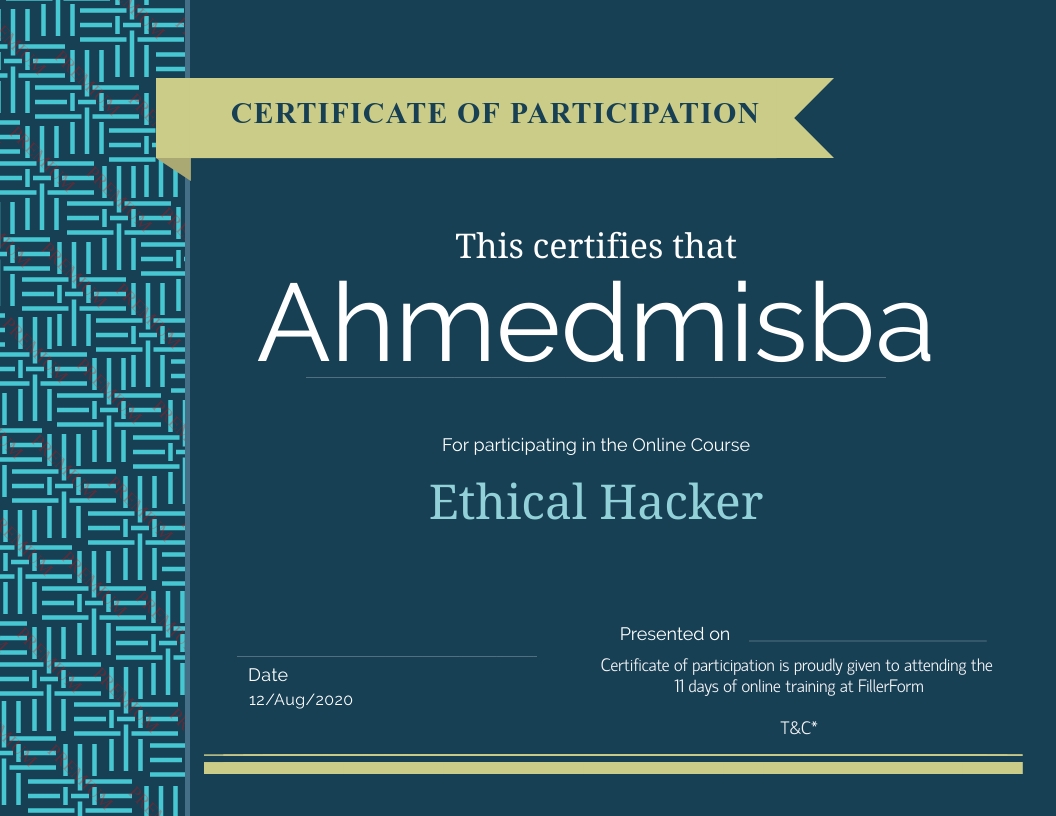 CERTIFICATE OF PARTICIPATION
This certifies that
Ahmedmisba
For participating in the Online Course
Ethical Hacker
Presented on
Certificate of participation is proudly given to attending the
11 days of online training at FillerForm
Date
12/Aug/2020
T&C*